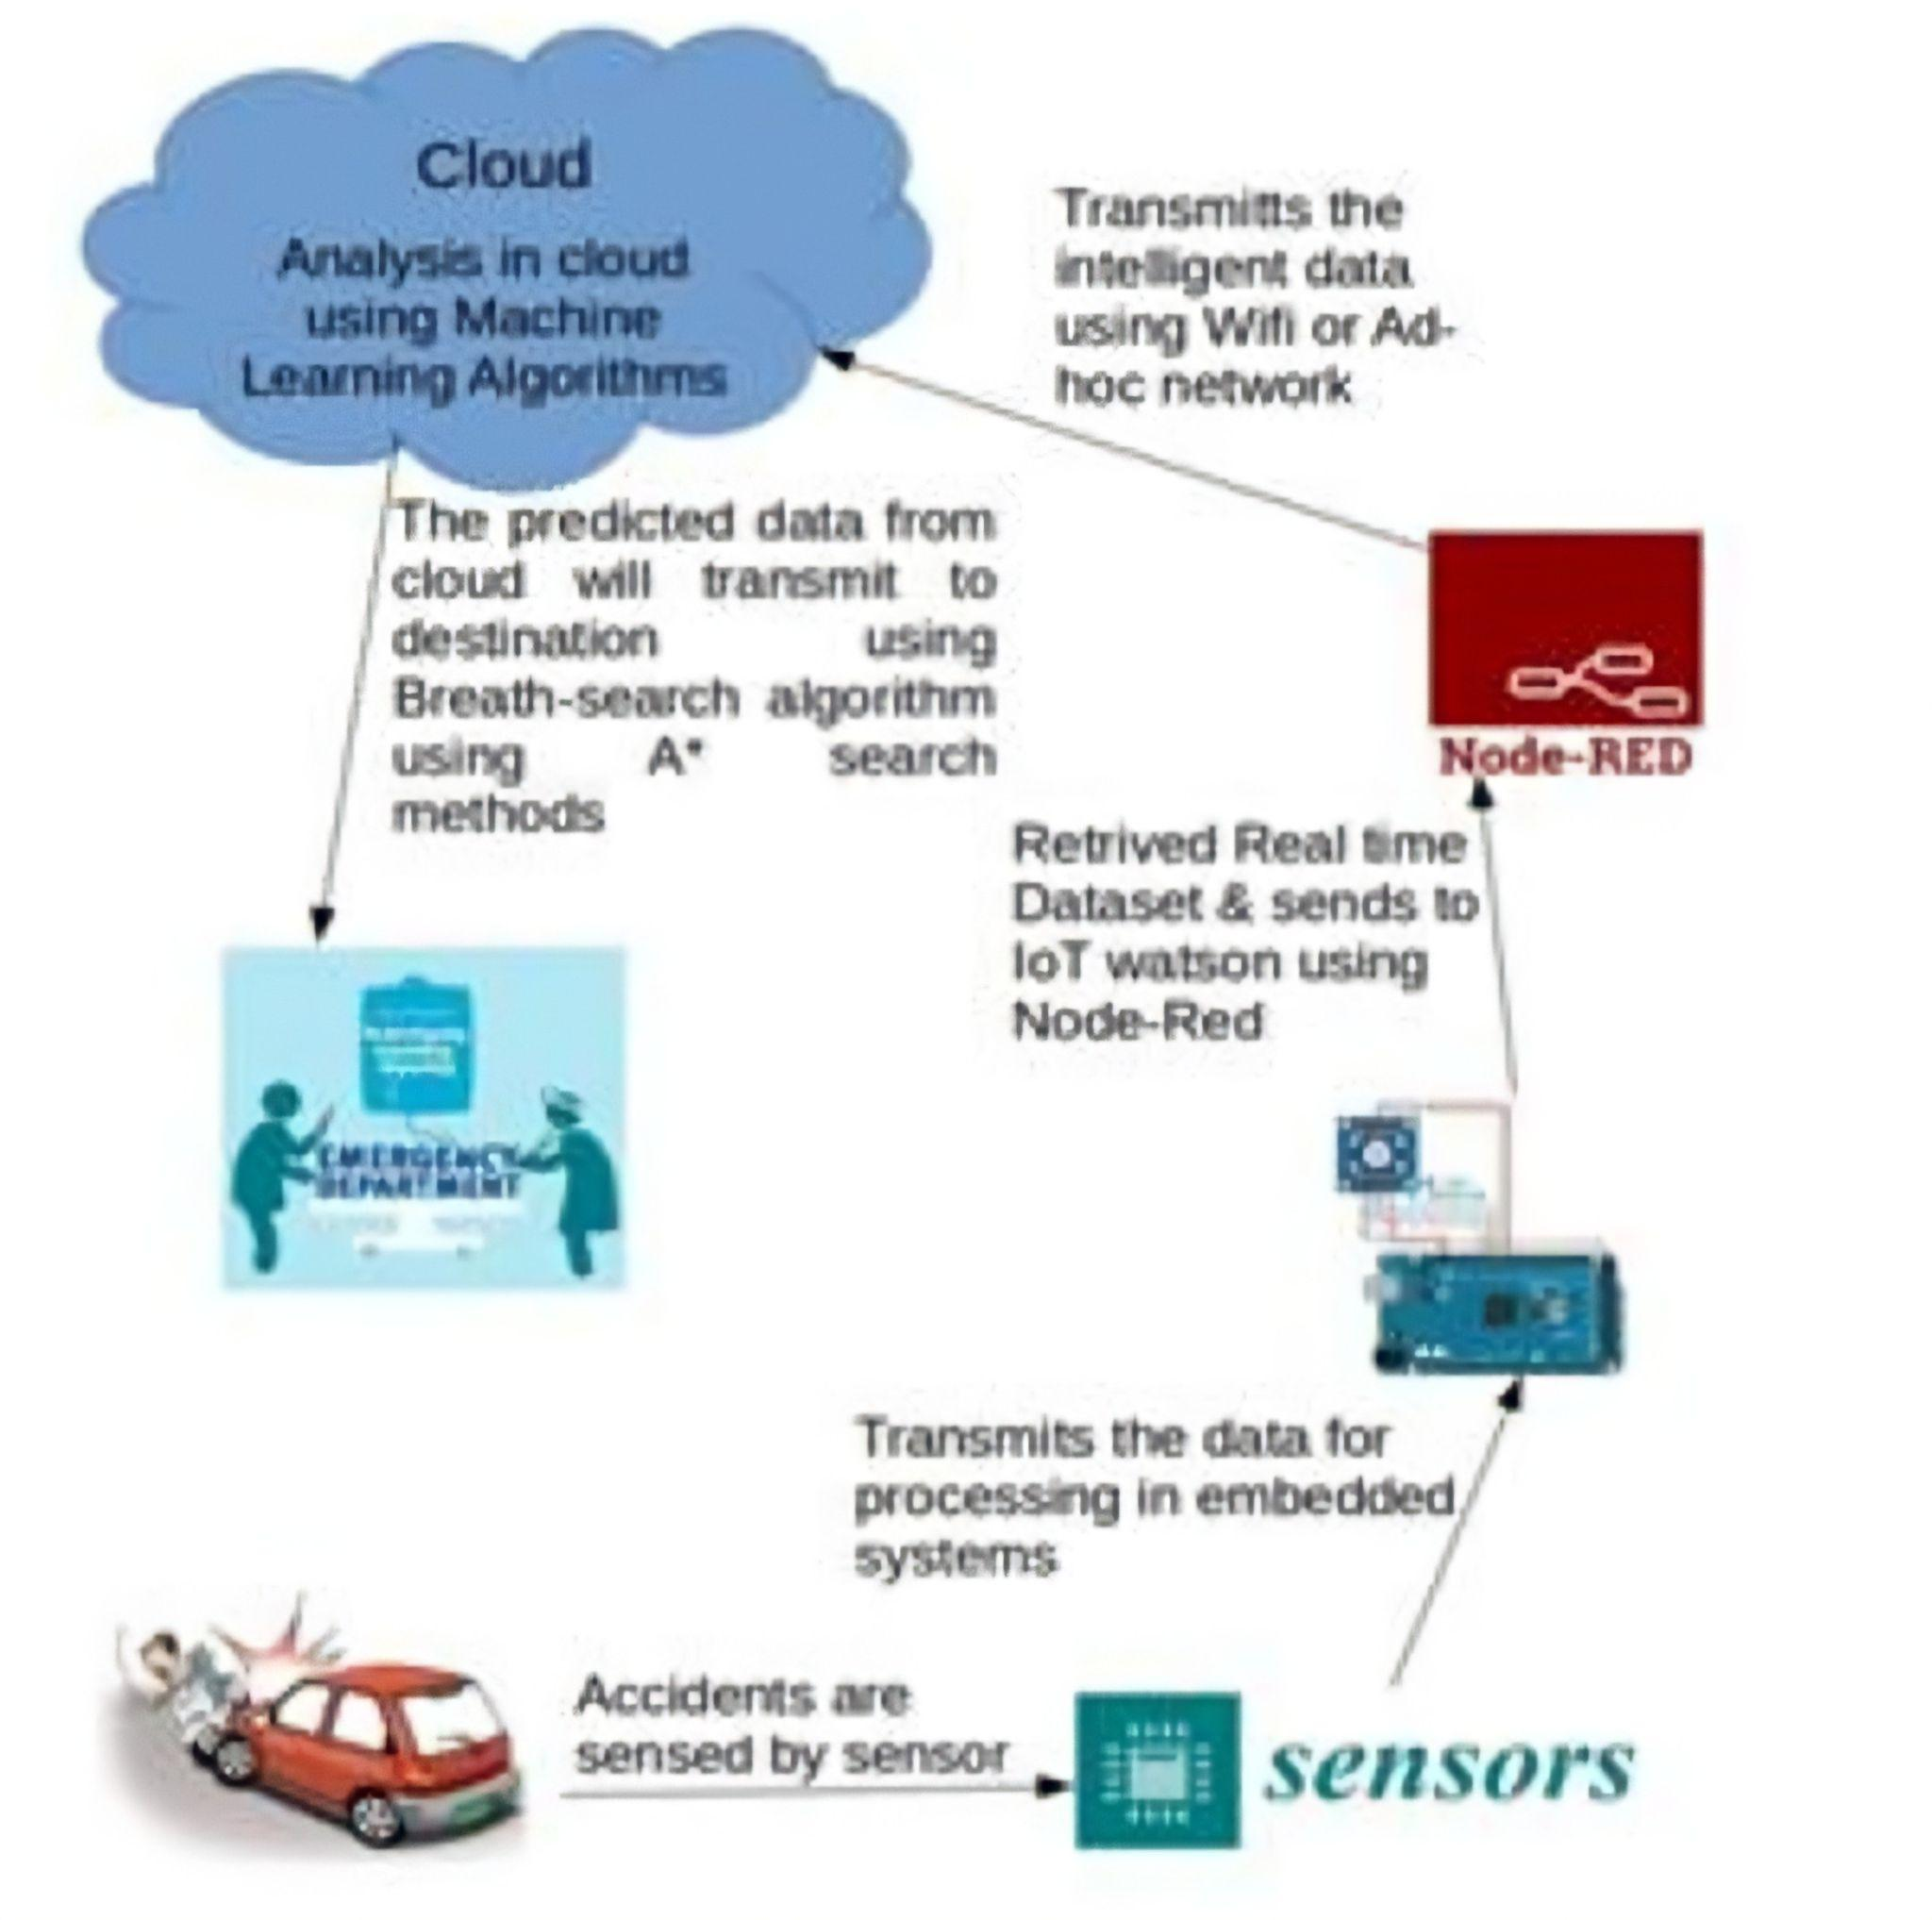 Cloud
Analysis in cloud
using Machine
Learning Algorithms
Transmitts the
intelligent data
using Wifi or Ad-
hoc network
The predicted data from
cloud will transmit to
destination using
Breath-search algorithm
using A* search
methods
Node-RED
Retrived Real time
Dataset & sends to
IoT watson using
Node-Red
EMERGENCY
DEPARTMENT
Transmits the data for
processing in embedded
systems
Accidents are
sensed by sensor
sensors